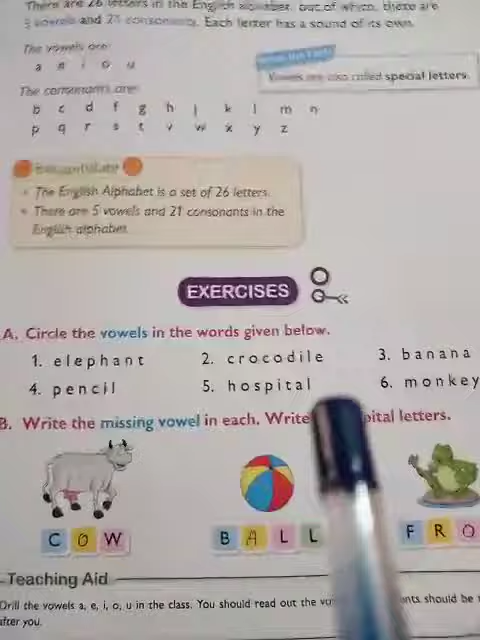 There are 26 letters in the English alphabet, out of which, there are
5 vowels and 21 consonants. Each letter has a sound of its own.
The vowels are:
a e i o u
Vowels are also called special letters.
The consonants are:
b c d f g h j k l m n
p q r s t v w x y z
The English Alphabet is a set of 26 letters.
There are 5 vowels and 21 consonants in the
English alphabet.
EXERCISES
A. Circle the vowels in the words given below.
1. elephant 2. crocodile 3. banana
4. pencil 5. hospital 6. monkey
B. Write the missing vowel in each. Write pital letters.
COW BALL FRO
Teaching Aid
Drill the vowels a, e, i, o, u in the class. You should read out the vo nts should be
after you.